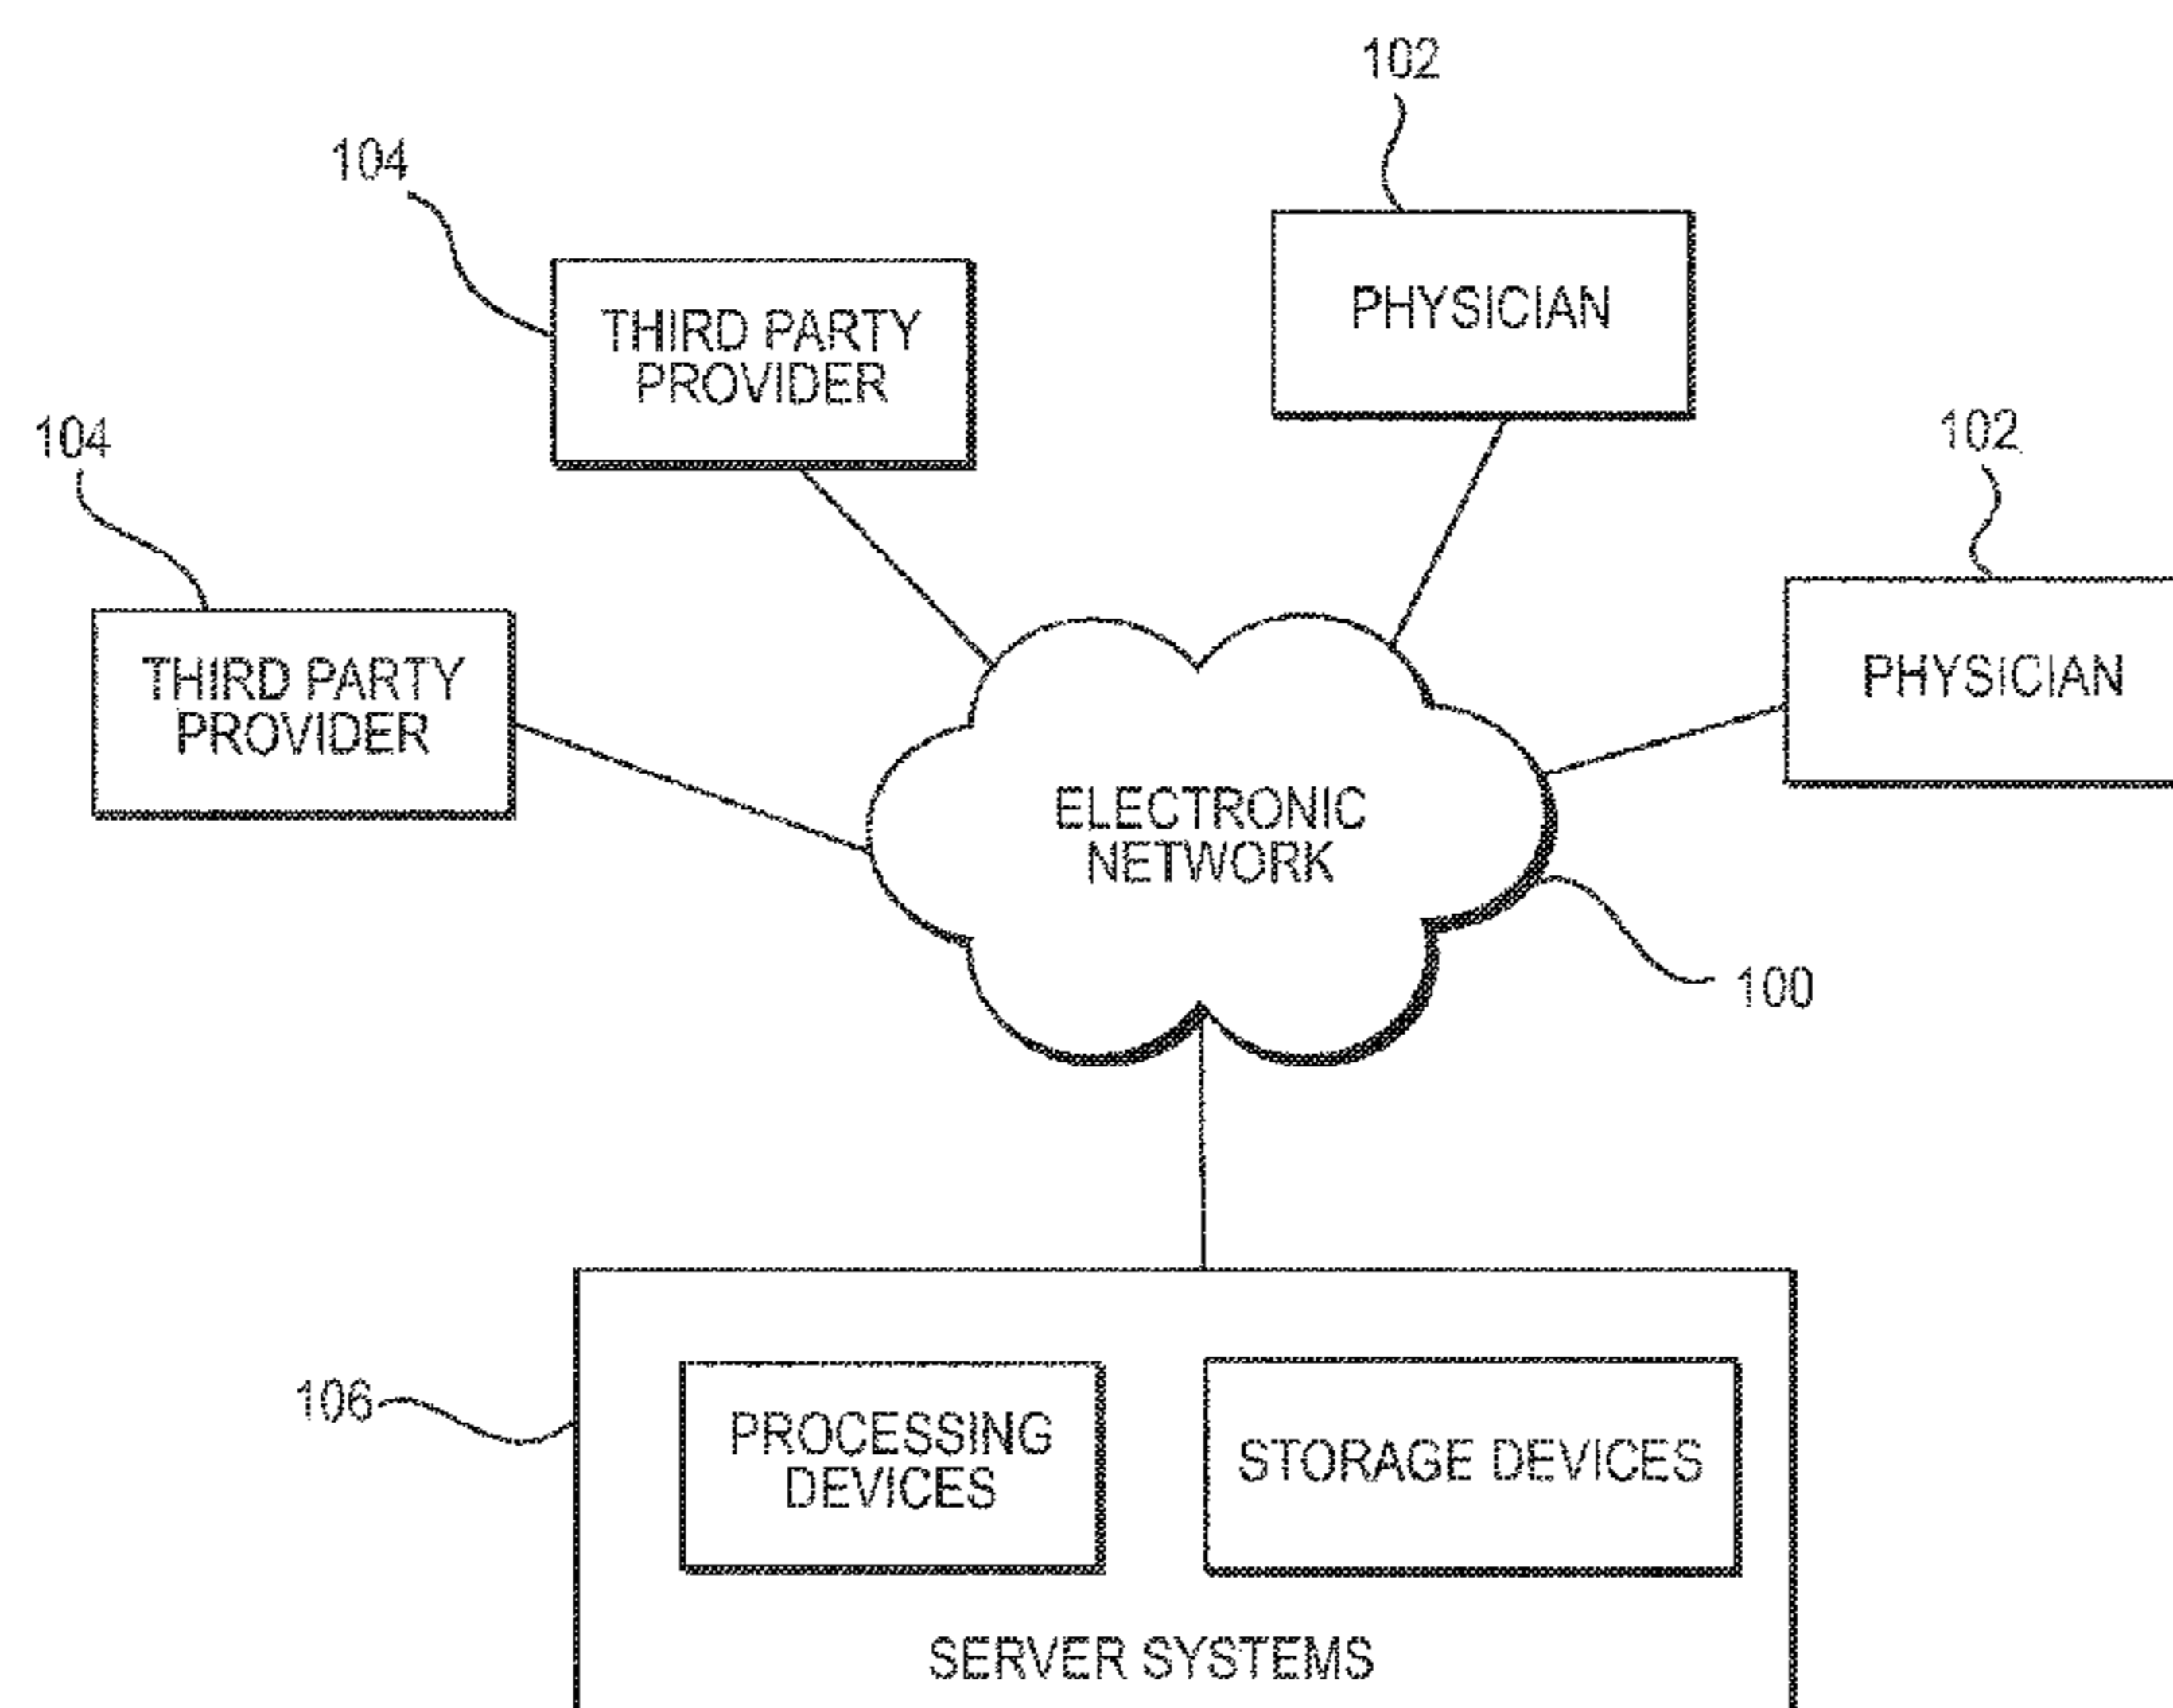 102
104
THIRD PARTY
PROVIDER
PHYSICIAN
104
102
THIRD PARTY
PROVIDER
PHYSICIAN
ELECTRONIC
NETWORK
100
106
PROCESSING
DEVICES
STORAGE DEVICES
SERVER SYSTEMS